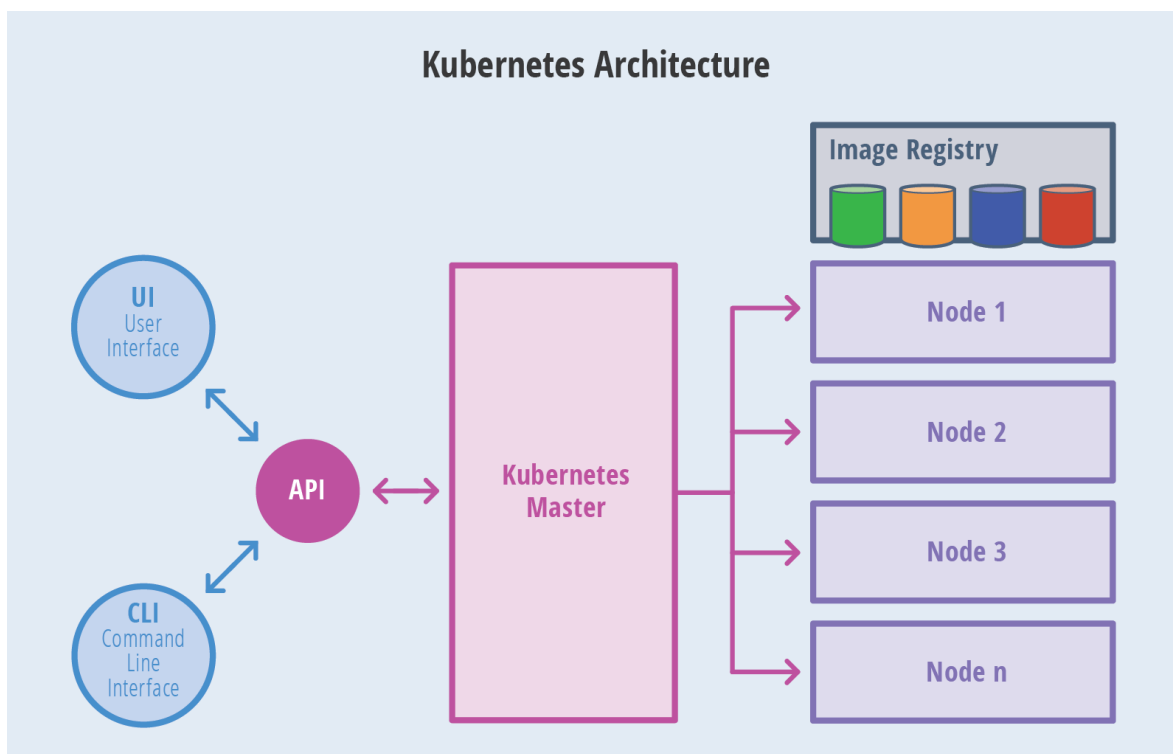 Kubernetes Architecture
Image Registry
UI
User
Interface
API
CLI
Command
Line
Interface
Kubernetes
Master
Node 1
Node 2
Node 3
Node n